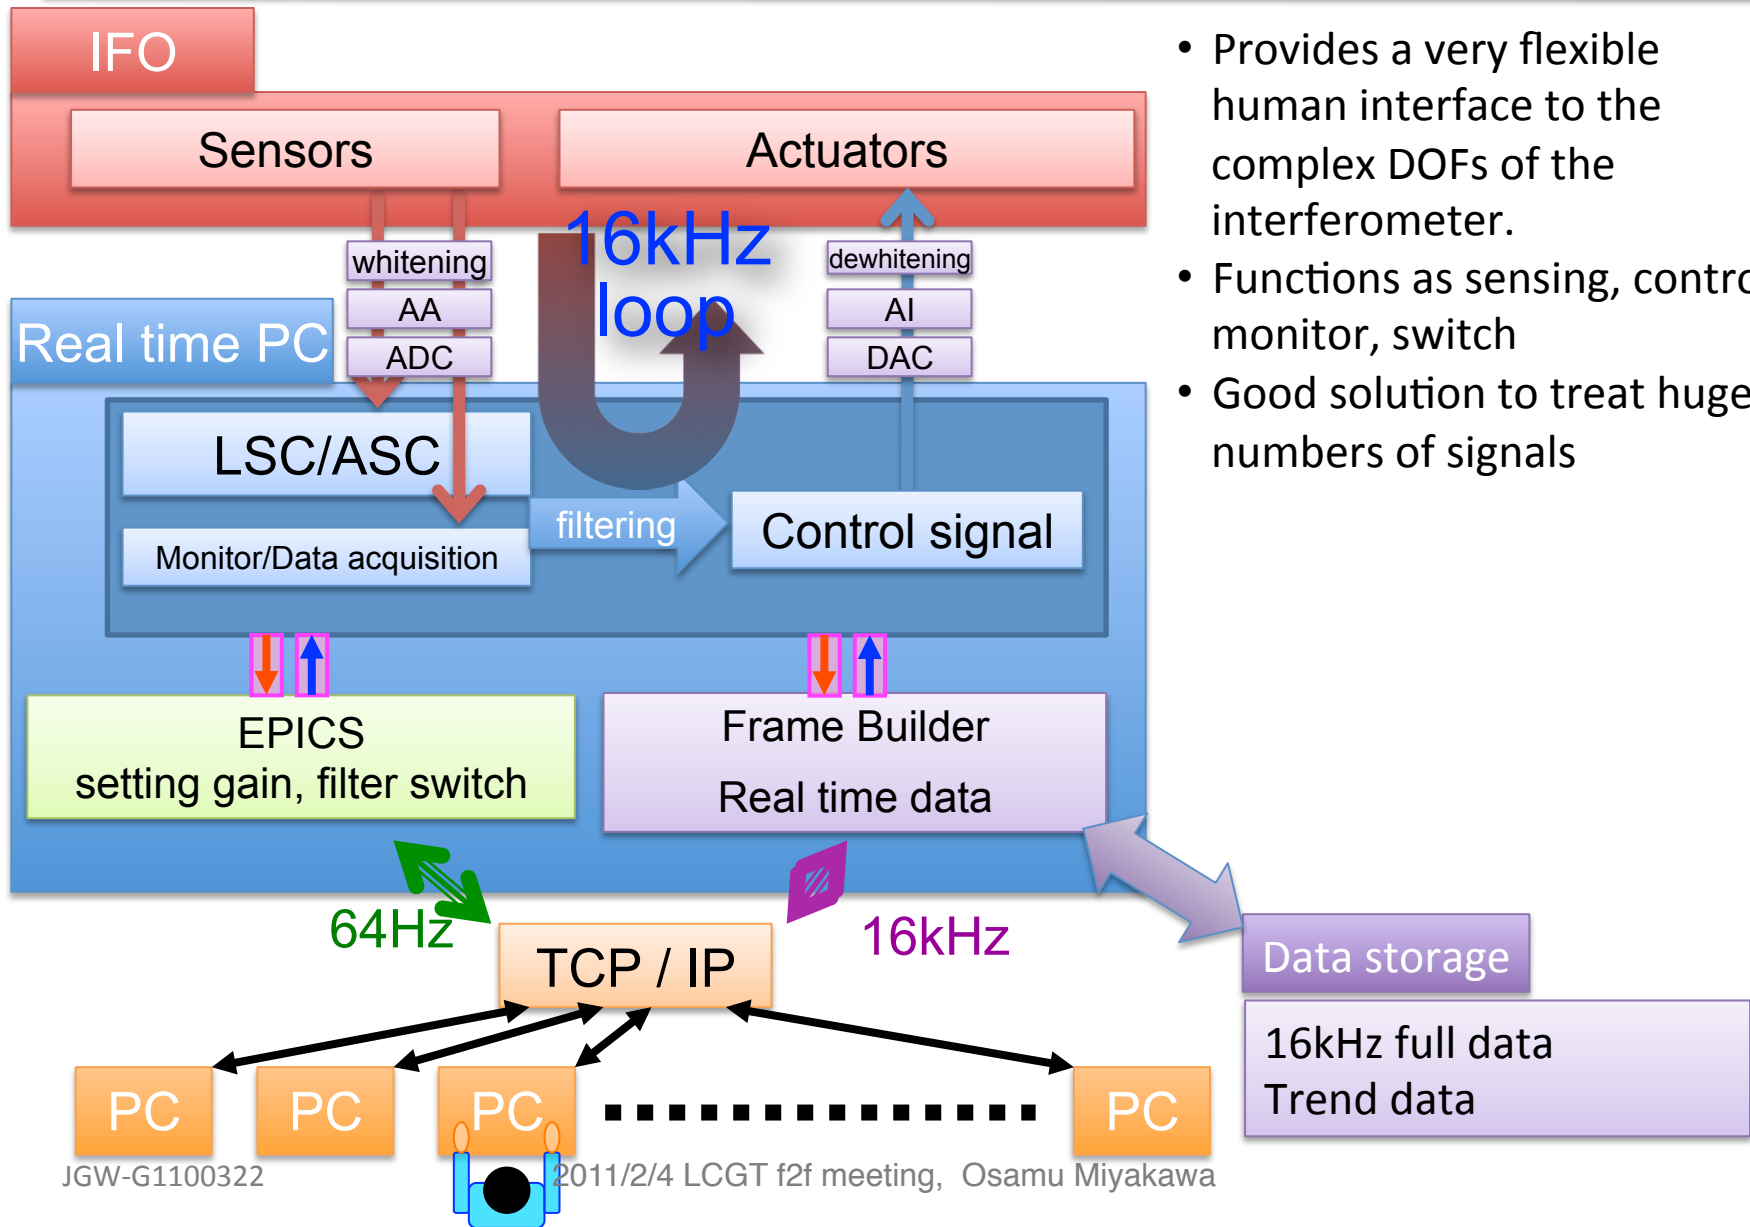 IFO
Sensors
Actuators
16kHz
loop
whitening
AA
ADC
dewhitening
AI
DAC
Real time PC
LSC/ASC
Monitor/Data acquisition
filtering
Control signal
EPICS
setting gain, filter switch
Frame Builder
Real time data
64Hz
16kHz
TCP / IP
PC
PC
PC
PC
Data storage
16kHz full data
Trend data
• Provides a very flexible
human interface to the
complex DOFs of the
interferometer.
• Functions as sensing, contro
monitor, switch
• Good solution to treat huge
numbers of signals
JGW-G1100322
2011/2/4 LCGT f2f meeting, Osamu Miyakawa